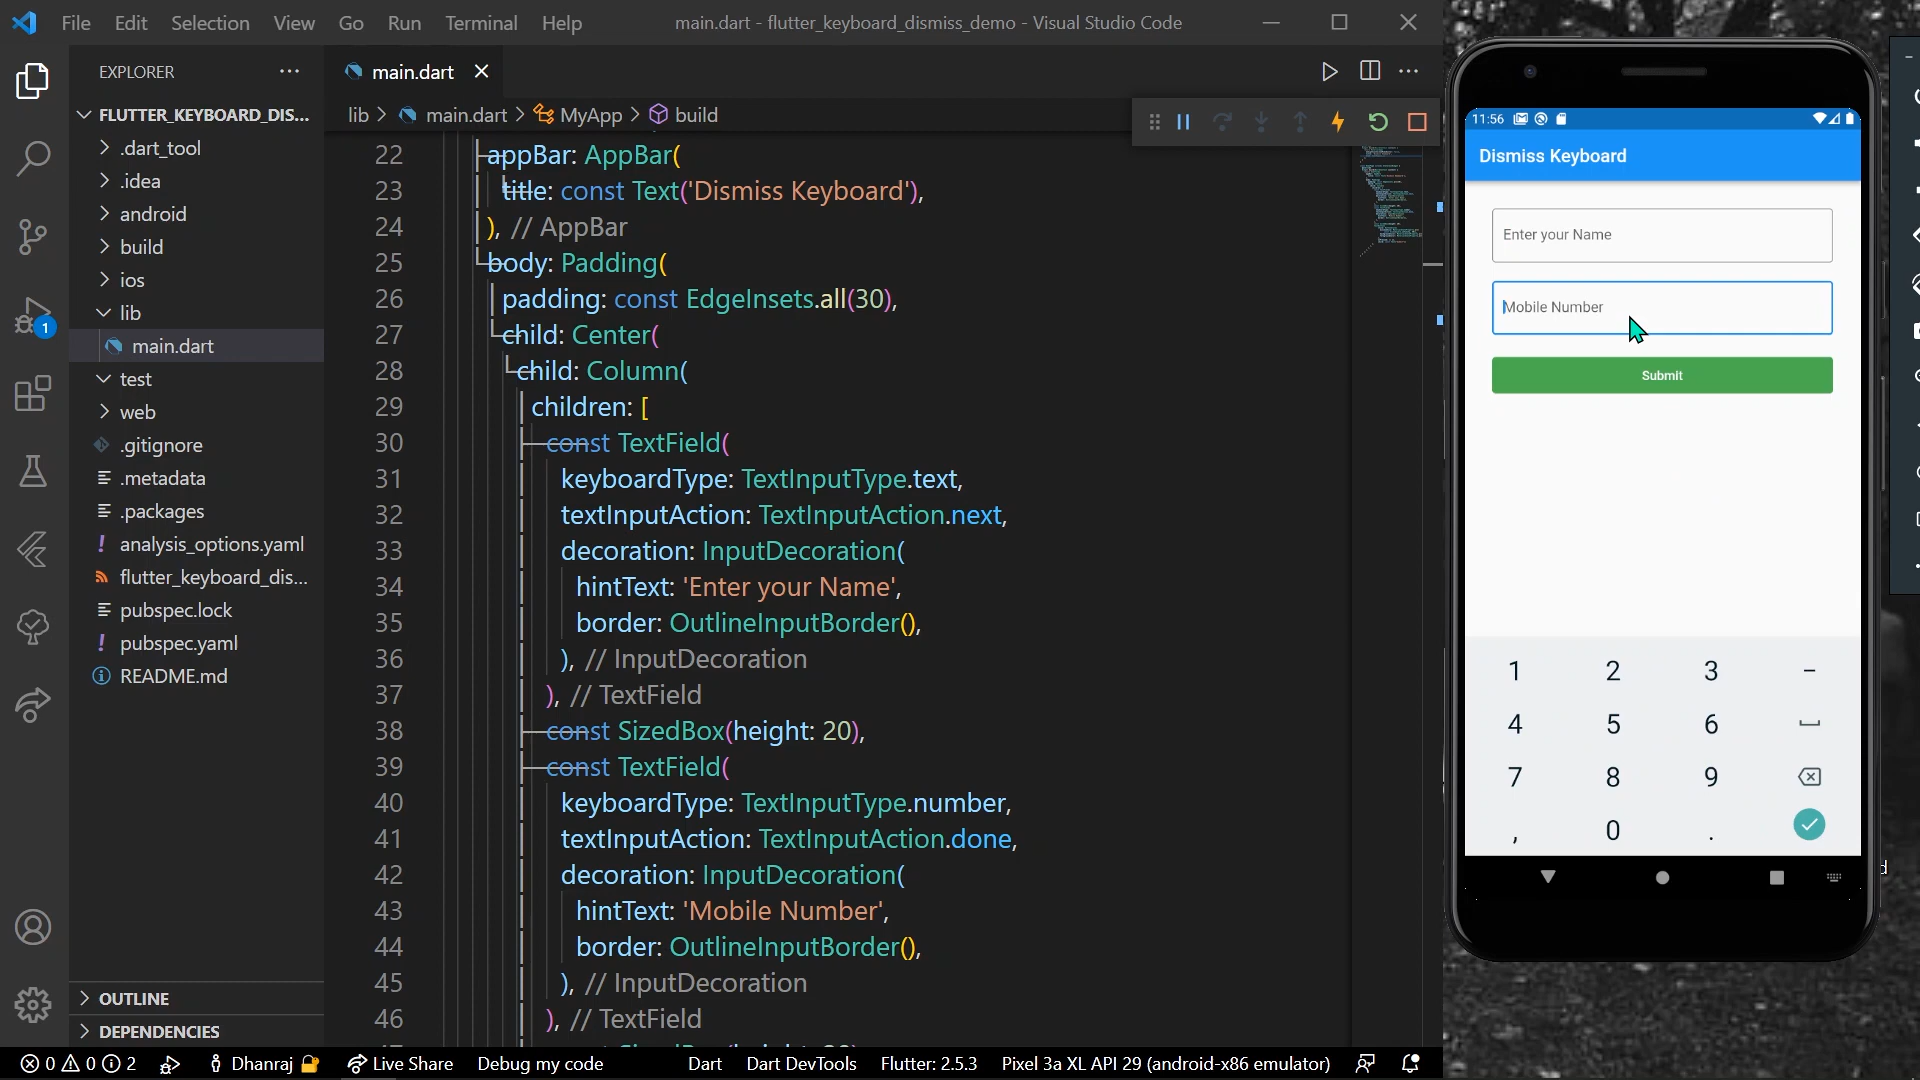 File Edit Selection View Go Run Terminal Help
main.dart - flutter_keyboard_dismiss_demo - Visual Studio Code
EXPLORER
FLUTTER_KEYBOARD_DIS...
.dart_tool
.idea
android
build
ios
lib
main.dart
test
web
.gitignore
.metadata
.packages
analysis_options.yaml
flutter_keyboard_dis...
pubspec.lock
pubspec.yaml
README.md
OUTLINE
DEPENDENCIES
1
main.dart
lib > main.dart > MyApp > build
22 appBar: AppBar(
23 title: const Text('Dismiss Keyboard'),
24 ), // AppBar
25 body: Padding(
26 padding: const EdgeInsets.all(30),
27 child: Center(
28 child: Column(
29 children: [
30 const TextField(
31 keyboardType: TextInputType.text,
32 textInputAction: TextInputAction.next,
33 decoration: InputDecoration(
34 hintText: 'Enter your Name',
35 border: OutlineInputBorder(),
36 ), // InputDecoration
37 ), // TextField
38 const SizedBox(height: 20),
39 const TextField(
40 keyboardType: TextInputType.number,
41 textInputAction: TextInputAction.done,
42 decoration: InputDecoration(
43 hintText: 'Mobile Number',
44 border: OutlineInputBorder(),
45 ), // InputDecoration
46 ), // TextField
0 0 2 Dhanraj Live Share Debug my code Dart Dart DevTools Flutter: 2.5.3 Pixel 3a XL API 29 (android-x86 emulator)
11:56
Dismiss Keyboard
Enter your Name
Mobile Number
Submit
1 2 3 -
4 5 6
7 8 9
, 0 .